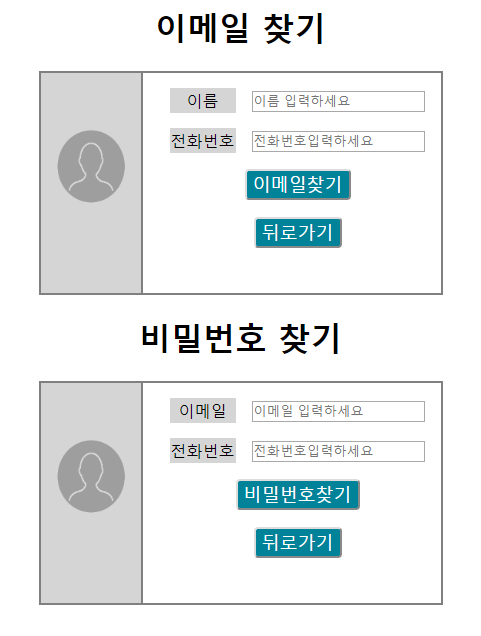 이메일 찾기
이름 이름 입력하세요
전화번호 전화번호입력하세요
이메일찾기
뒤로가기
비밀번호 찾기
이메일 이메일 입력하세요
전화번호 전화번호입력하세요
비밀번호찾기
뒤로가기